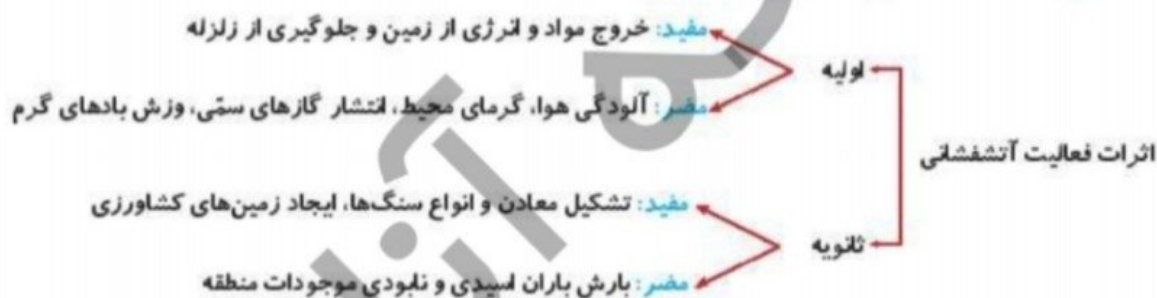 مفید: خروج مواد و انرژی از زمین و جلوگیری از زلزله
اولیه
مضر: آلودگی هوا، گرمای محیط، انتشار گازهای سمّی، وزش بادهای گرم
اثرات فعالیت آتشفشانی
مفید: تشکیل معادن و انواع سنگ‌ها، ایجاد زمین‌های کشاورزی
ثانویه
مضر: بارش باران اسیدی و نابودی موجودات منطقه